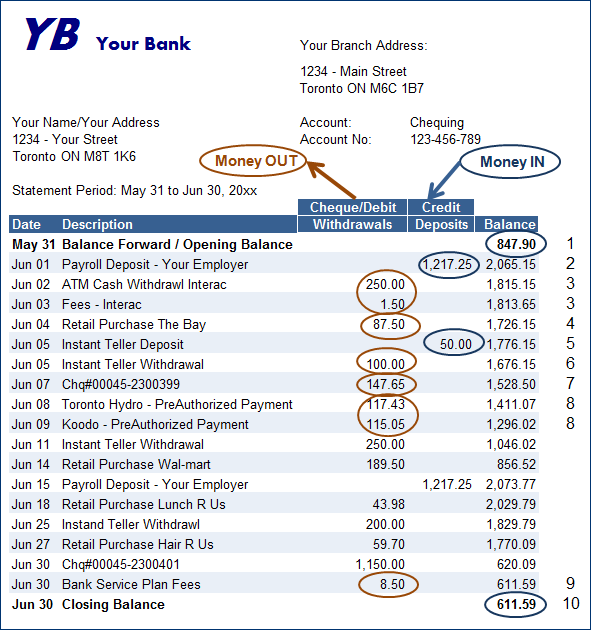 YB Your Bank
Your Branch Address:
1234 - Main Street
Toronto ON M6C 1B7
Your Name/Your Address Account: Chequing
1234 - Your Street Account No: 123-456-789
Toronto ON M8T 1K6
Money OUT Money IN
Statement Period: May 31 to Jun 30, 20xx
Cheque/Debit Credit
Date Description Withdrawals Deposits Balance
May 31 Balance Forward / Opening Balance 847.90 1
Jun 01 Payroll Deposit - Your Employer 1,217.25 2,065.15 2
Jun 02 ATM Cash Withdrawl Interac 250.00 1,815.15 3
Jun 03 Fees - Interac 1.50 1,813.65 3
Jun 04 Retail Purchase The Bay 87.50 1,726.15 4
Jun 05 Instant Teller Deposit 50.00 1,776.15 5
Jun 05 Instant Teller Withdrawal 100.00 1,676.15 6
Jun 07 Chq#00045-2300399 147.65 1,528.50 7
Jun 08 Toronto Hydro - PreAuthorized Payment 117.43 1,411.07 8
Jun 09 Koodo - PreAuthorized Payment 115.05 1,296.02 8
Jun 11 Instant Teller Withdrawal 250.00 1,046.02
Jun 14 Retail Purchase Wal-mart 189.50 856.52
Jun 15 Payroll Deposit - Your Employer 1,217.25 2,073.77
Jun 18 Retail Purchase Lunch R Us 43.98 2,029.79
Jun 25 Instand Teller Withdrawl 200.00 1,829.79
Jun 27 Retail Purchase Hair R Us 59.70 1,770.09
Jun 30 Chq#00045-2300401 1,150.00 620.09
Jun 30 Bank Service Plan Fees 8.50 611.59 9
Jun 30 Closing Balance 611.59 10